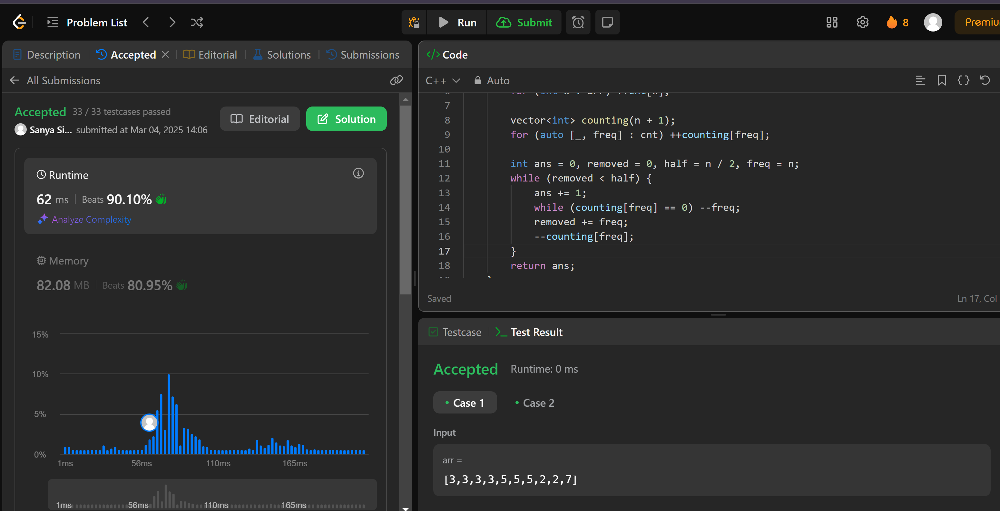 Problem List
Run
Submit
8
Description
Accepted
Editorial
Solutions
Submissions
All Submissions
Accepted 33 / 33 testcases passed
Sanya Si... submitted at Mar 04, 2025 14:06
Editorial
Solution
Runtime
62 ms | Beats 90.10%
Analyze Complexity
Memory
82.08 MB | Beats 80.95%
15%
10%
5%
0%
1ms 56ms 110ms 165ms
1ms 56ms 110ms 165ms
</> Code
C++ Auto
7
8 vector<int> counting(n + 1);
9 for (auto [_, freq] : cnt) ++counting[freq];
10
11 int ans = 0, removed = 0, half = n / 2, freq = n;
12 while (removed < half) {
13 ans += 1;
14 while (counting[freq] == 0) --freq;
15 removed += freq;
16 --counting[freq];
17 }
18 return ans;
Saved
Ln 17, Col
Testcase
Test Result
Accepted Runtime: 0 ms
Case 1
Case 2
Input
arr =
[3,3,3,3,5,5,5,2,2,7]